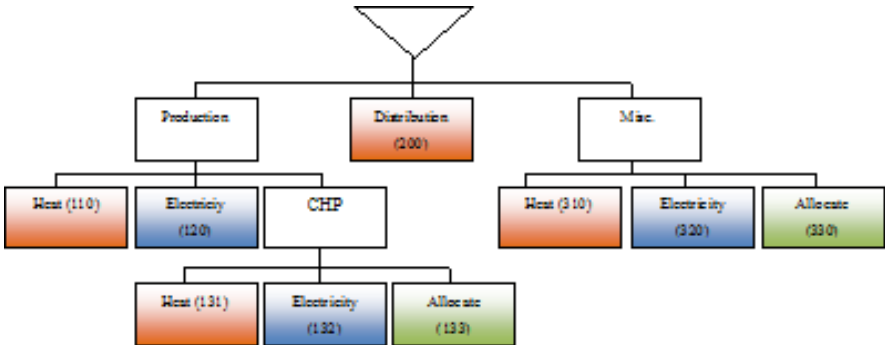 Production
Distribution
(200)
Misc.
Heat (110)
Electriciy
(120)
CHP
Heat (310)
Electricity
(320)
Allocate
(330)
Heat (131)
Electricity
(132)
Allocate
(133)